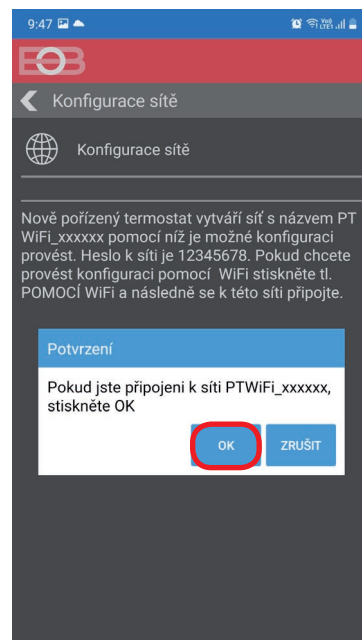 9:47
EOB
Konfigurace sítě
Konfigurace sítě
Nově pořízený termostat vytváří síť s názvem PT
WiFi_xxxxxx pomocí níž je možné konfiguraci
provést. Heslo k síti je 12345678. Pokud chcete
provést konfiguraci pomocí WiFi stiskněte tl.
POMOCÍ WiFi a následně se k této síti připojte.
Potvrzení
Pokud jste připojeni k síti PTWiFi_xxxxxx,
stiskněte OK
OK ZRUŠIT